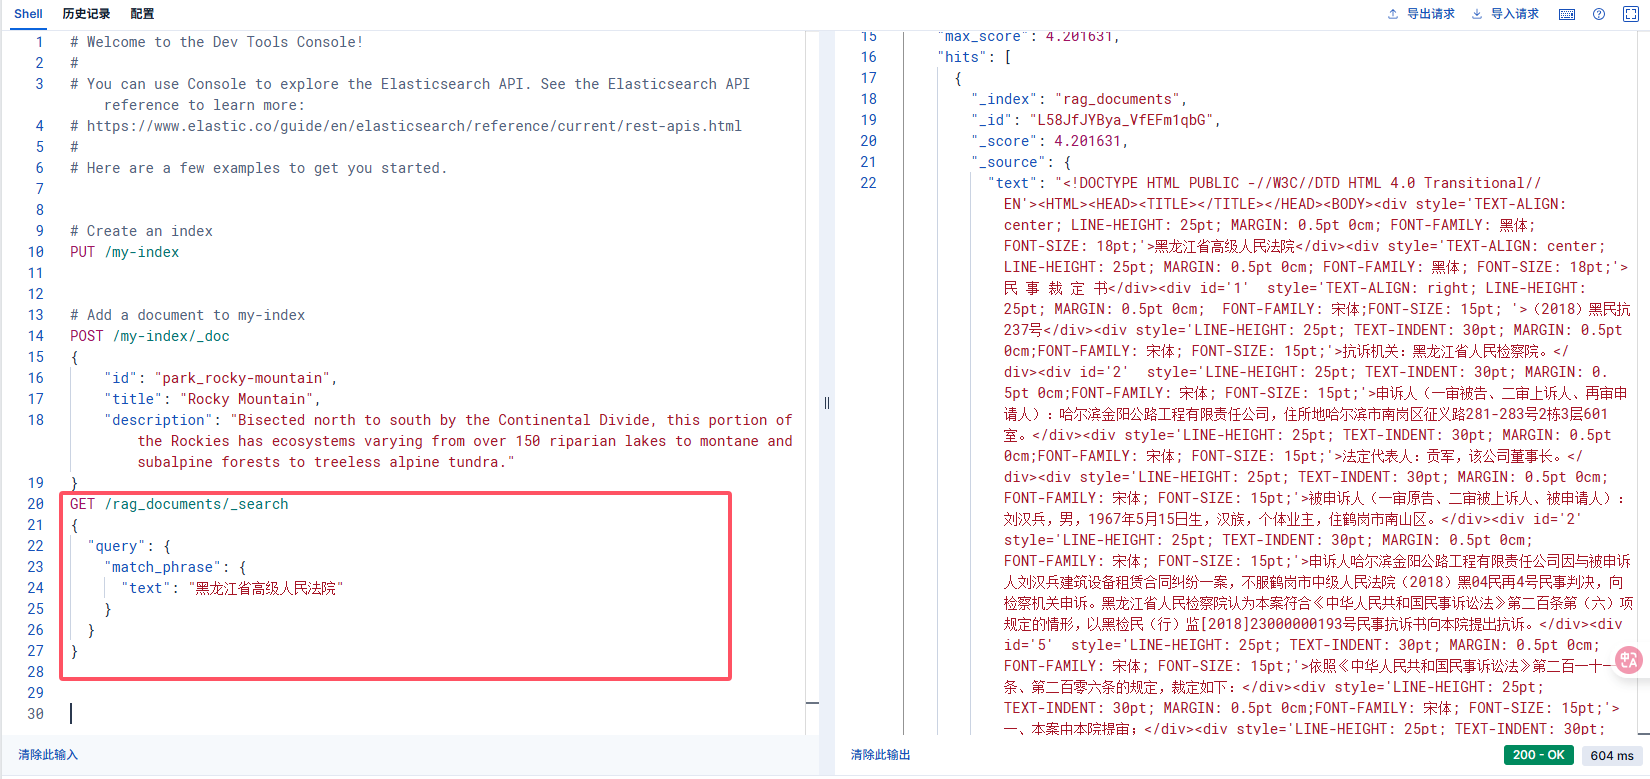 Shell 历史记录 配置
导出请求 导入请求
1 # Welcome to the Dev Tools Console!
2 #
3 # You can use Console to explore the Elasticsearch API. See the Elasticsearch API
reference to learn more:
4 # https://www.elastic.co/guide/en/elasticsearch/reference/current/rest-apis.html
5 #
6 # Here are a few examples to get you started.
7
8
9 # Create an index
10 PUT /my-index
11
12
13 # Add a document to my-index
14 POST /my-index/_doc
15 {
16 "id": "park_rocky-mountain",
17 "title": "Rocky Mountain",
18 "description": "Bisected north to south by the Continental Divide, this portion of
the Rockies has ecosystems varying from over 150 riparian lakes to montane and
subalpine forests to treeless alpine tundra."
19 }
20 GET /rag_documents/_search
21 {
22 "query": {
23 "match_phrase": {
24 "text": "黑龙江省高级人民法院"
25 }
26 }
27 }
28
29
30
清除此输入
15 "max_score": 4.201631,
16 "hits": [
17 {
18 "_index": "rag_documents",
19 "_id": "L58JfJYBya_VfEFm1qbG",
20 "_score": 4.201631,
21 "_source": {
22 "text": "<!DOCTYPE HTML PUBLIC -//W3C//DTD HTML 4.0 Transitional//
EN'><HTML><HEAD><TITLE></TITLE></HEAD><BODY><div style='TEXT-ALIGN:
center; LINE-HEIGHT: 25pt; MARGIN: 0.5pt 0cm; FONT-FAMILY: 黑体;
FONT-SIZE: 18pt;'>黑龙江省高级人民法院</div><div style='TEXT-ALIGN: center;
LINE-HEIGHT: 25pt; MARGIN: 0.5pt 0cm; FONT-FAMILY: 黑体; FONT-SIZE: 18pt;'>
民 事 裁 定 书</div><div id='1'  style='TEXT-ALIGN: right; LINE-HEIGHT:
25pt; MARGIN: 0.5pt 0cm;  FONT-FAMILY: 宋体;FONT-SIZE: 15pt; '>（2018）黑民抗
237号</div><div style='LINE-HEIGHT: 25pt; TEXT-INDENT: 30pt; MARGIN: 0.5pt
0cm;FONT-FAMILY: 宋体; FONT-SIZE: 15pt;'>抗诉机关：黑龙江省人民检察院。</
div><div id='2'  style='LINE-HEIGHT: 25pt; TEXT-INDENT: 30pt; MARGIN: 0.
5pt 0cm;FONT-FAMILY: 宋体; FONT-SIZE: 15pt;'>申诉人（一审被告、二审上诉人、再审申
请人）：哈尔滨金阳公路工程有限责任公司，住所地哈尔滨市南岗区征义路281-283号2栋3层601
室。</div><div style='LINE-HEIGHT: 25pt; TEXT-INDENT: 30pt; MARGIN: 0.5pt
0cm;FONT-FAMILY: 宋体; FONT-SIZE: 15pt;'>法定代表人：贡军，该公司董事长。</
div><div style='LINE-HEIGHT: 25pt; TEXT-INDENT: 30pt; MARGIN: 0.5pt 0cm;
FONT-FAMILY: 宋体; FONT-SIZE: 15pt;'>被申诉人（一审原告、二审被上诉人、被申请人）：
刘汉兵，男，1967年5月15日生，汉族，个体业主，住鹤岗市南山区。</div><div id='2'
style='LINE-HEIGHT: 25pt; TEXT-INDENT: 30pt; MARGIN: 0.5pt 0cm;
FONT-FAMILY: 宋体; FONT-SIZE: 15pt;'>申诉人哈尔滨金阳公路工程有限责任公司因与被申诉
人刘汉兵建筑设备租赁合同纠纷一案，不服鹤岗市中级人民法院（2018）黑04民再4号民事判决，向
检察机关申诉。黑龙江省人民检察院认为本案符合《中华人民共和国民事诉讼法》第二百条第（六）项
规定的情形，以黑检民（行）监[2018]23000000193号民事抗诉书向本院提出抗诉。</div><div
id='5'  style='LINE-HEIGHT: 25pt; TEXT-INDENT: 30pt; MARGIN: 0.5pt 0cm;
FONT-FAMILY: 宋体; FONT-SIZE: 15pt;'>依照《中华人民共和国民事诉讼法》第二百一十一
条、第二百零六条的规定，裁定如下：</div><div style='LINE-HEIGHT: 25pt;
TEXT-INDENT: 30pt; MARGIN: 0.5pt 0cm;FONT-FAMILY: 宋体; FONT-SIZE: 15pt;'>
一、本案由本院提审；</div><div style='LINE-HEIGHT: 25pt; TEXT-INDENT: 30pt;
清除此输出
200 - OK 604 ms